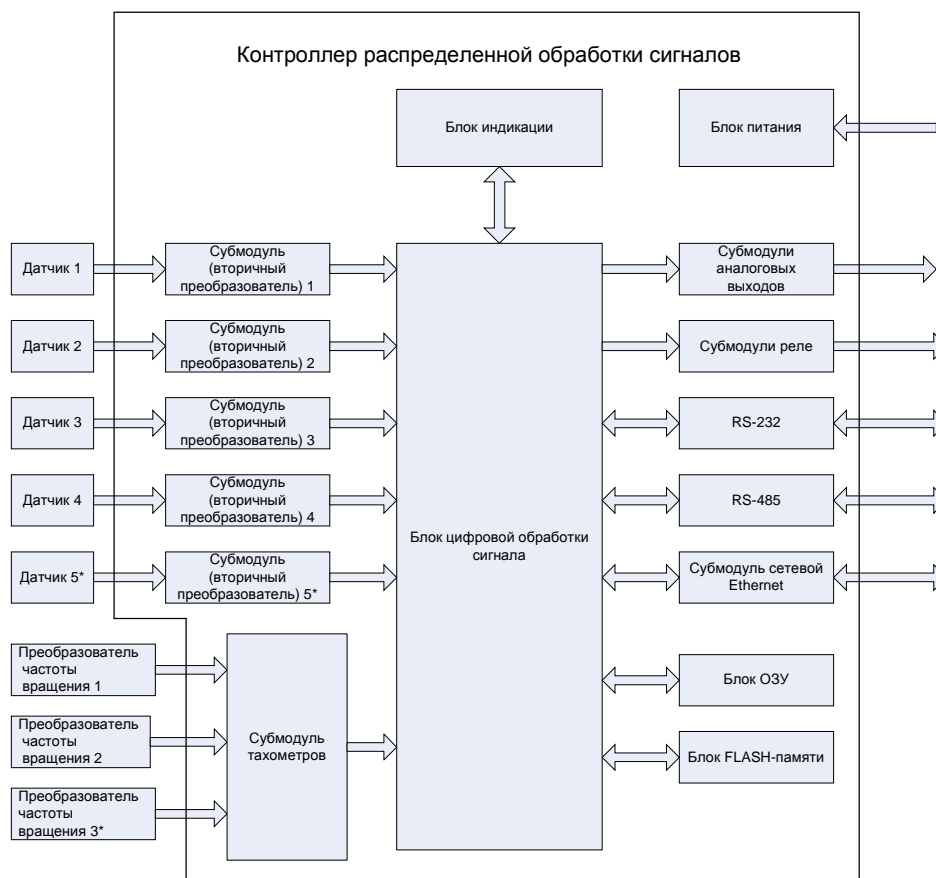 Контроллер распределенной обработки сигналов
Блок индикации
Блок питания
Датчик 1
Субмодуль
(вторичный
преобразователь) 1
Субмодули
аналоговых
выходов
Датчик 2
Субмодуль
(вторичный
преобразователь) 2
Субмодули реле
Датчик 3
Субмодуль
(вторичный
преобразователь) 3
RS-232
Датчик 4
Субмодуль
(вторичный
преобразователь) 4
RS-485
Блок цифровой обработки
сигнала
Датчик 5*
Субмодуль
(вторичный
преобразователь) 5*
Субмодуль сетевой
Ethernet
Преобразователь
частоты
вращения 1
Преобразователь
частоты
вращения 2
Преобразователь
частоты
вращения 3*
Субмодуль
тахометров
Блок ОЗУ
Блок FLASH-памяти